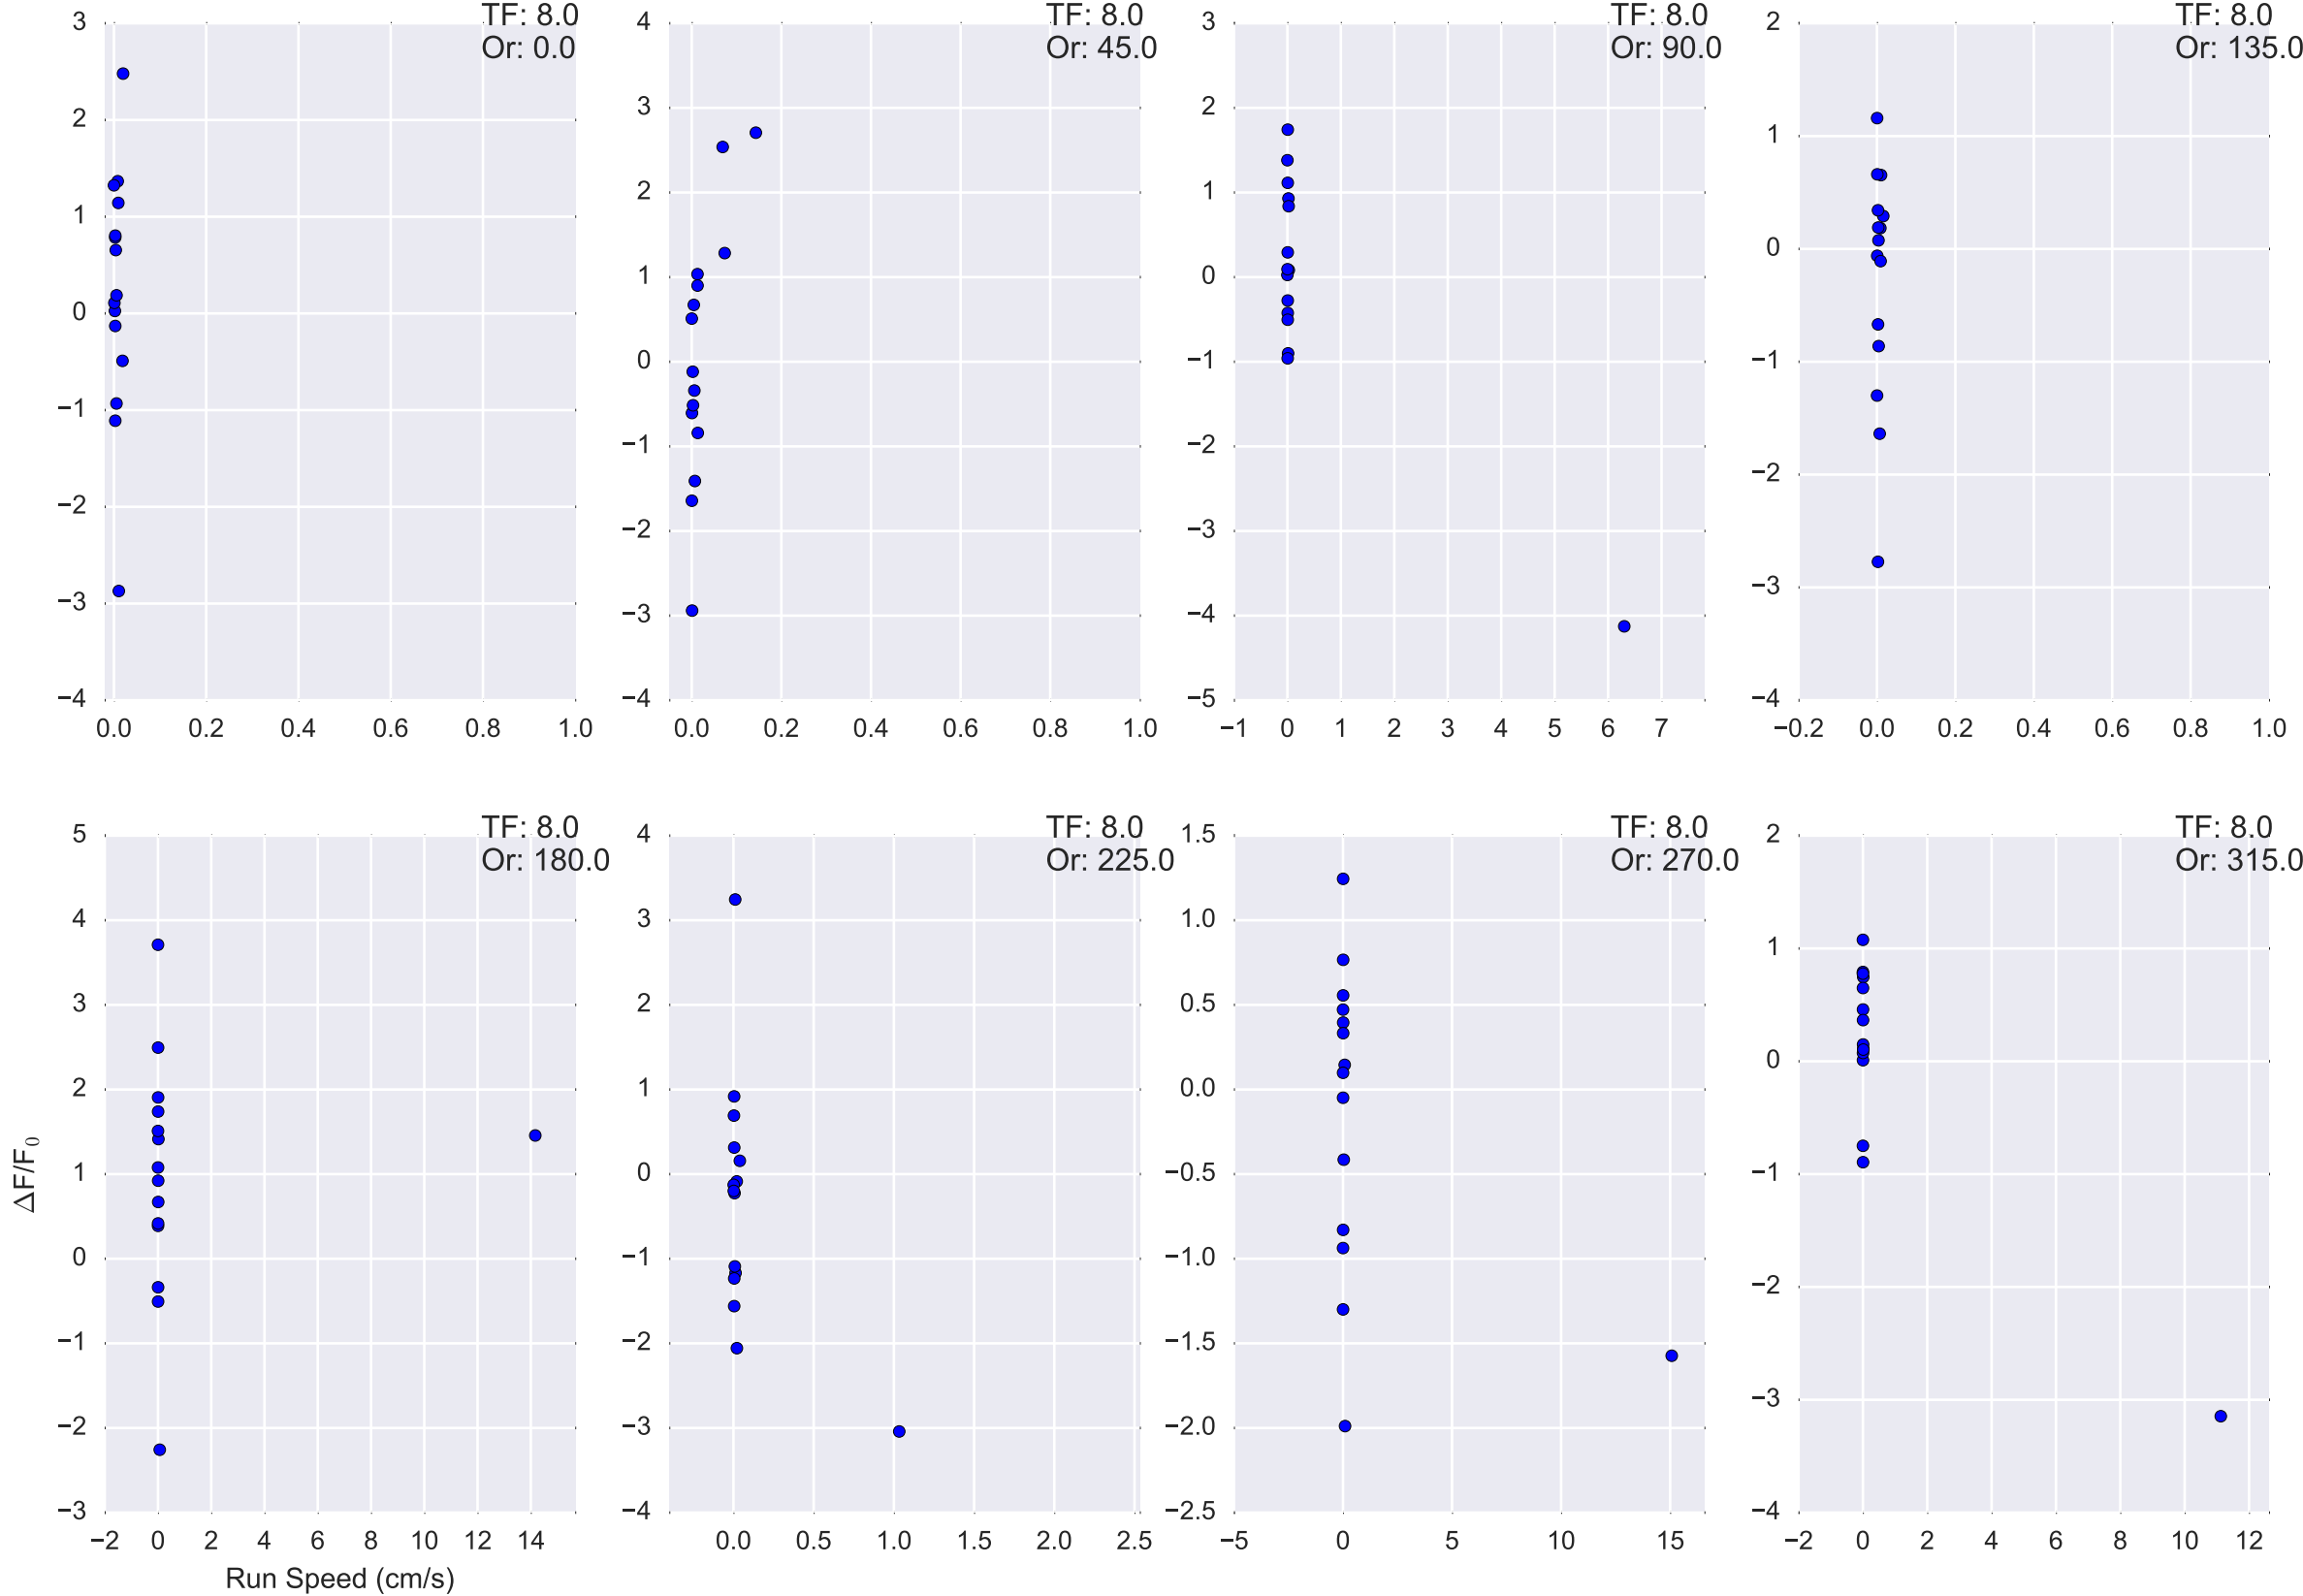 TF: 8.0
Or: 0.0
3
2
1
0
−1
−2
−3
−4
0.0 0.2 0.4 0.6 0.8 1.0
TF: 8.0
Or: 45.0
4
3
2
1
0
−1
−2
−3
−4
0.0 0.2 0.4 0.6 0.8 1.0
TF: 8.0
Or: 90.0
3
2
1
0
−1
−2
−3
−4
−5
−1 0 1 2 3 4 5 6 7
TF: 8.0
Or: 135.0
2
1
0
−1
−2
−3
−4
−0.2 0.0 0.2 0.4 0.6 0.8 1.0
TF: 8.0
Or: 180.0
5
4
3
2
1
0
−1
−2
−3
−2 0 2 4 6 8 10 12 14
ΔF/F0
Run Speed (cm/s)
TF: 8.0
Or: 225.0
4
3
2
1
0
−1
−2
−3
−4
0.0 0.5 1.0 1.5 2.0 2.5
TF: 8.0
Or: 270.0
1.5
1.0
0.5
0.0
−0.5
−1.0
−1.5
−2.0
−2.5
−5 0 5 10 15
TF: 8.0
Or: 315.0
2
1
0
−1
−2
−3
−4
−2 0 2 4 6 8 10 12